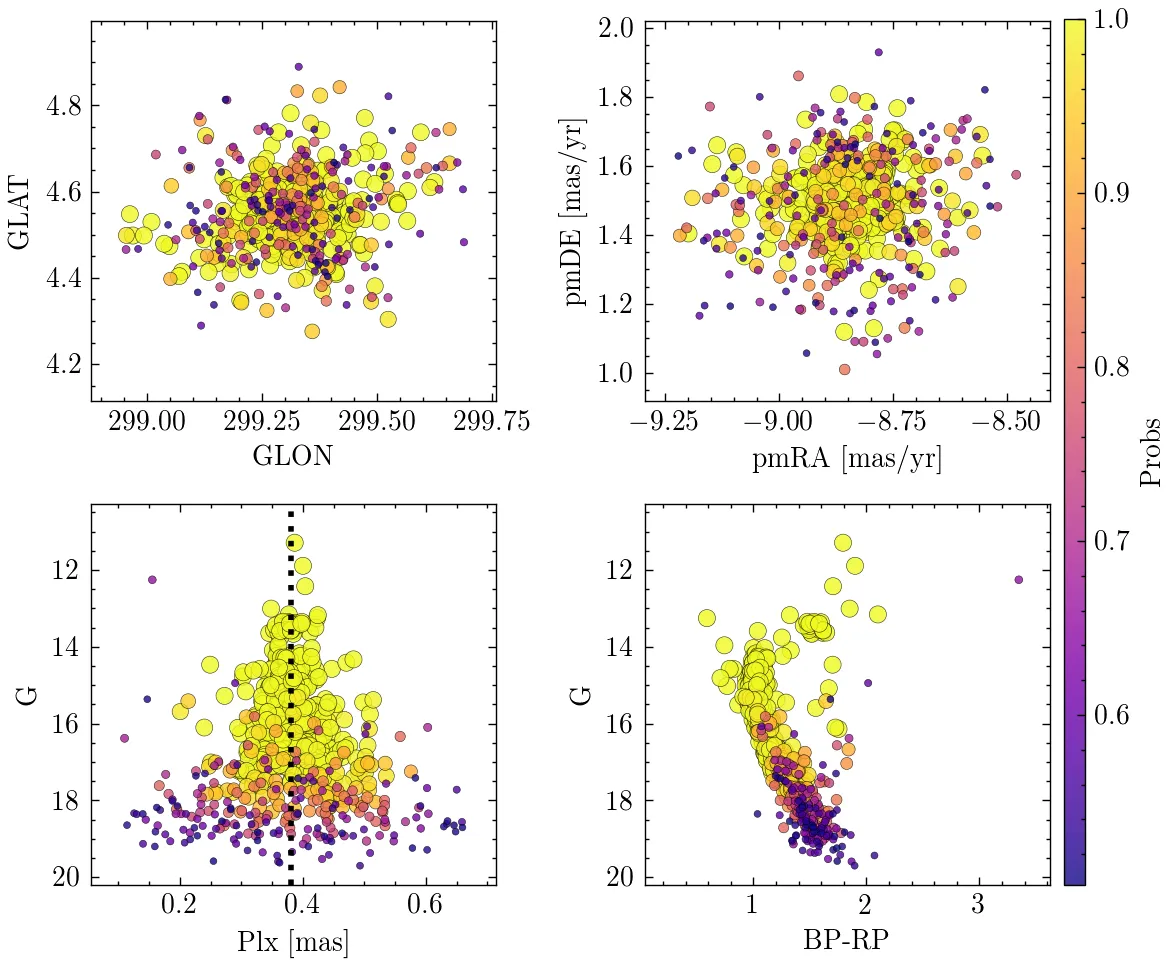 4.8
4.6
4.4
4.2
GLAT
299.00 299.25 299.50 299.75
GLON
2.0
1.8
1.6
1.4
1.2
1.0
pmDE [mas/yr]
−9.25 −9.00 −8.75 −8.50
pmRA [mas/yr]
1.0
0.9
0.8
0.7
0.6
Probs
12
14
16
18
20
G
0.2 0.4 0.6
Plx [mas]
12
14
16
18
20
G
1 2 3
BP-RP